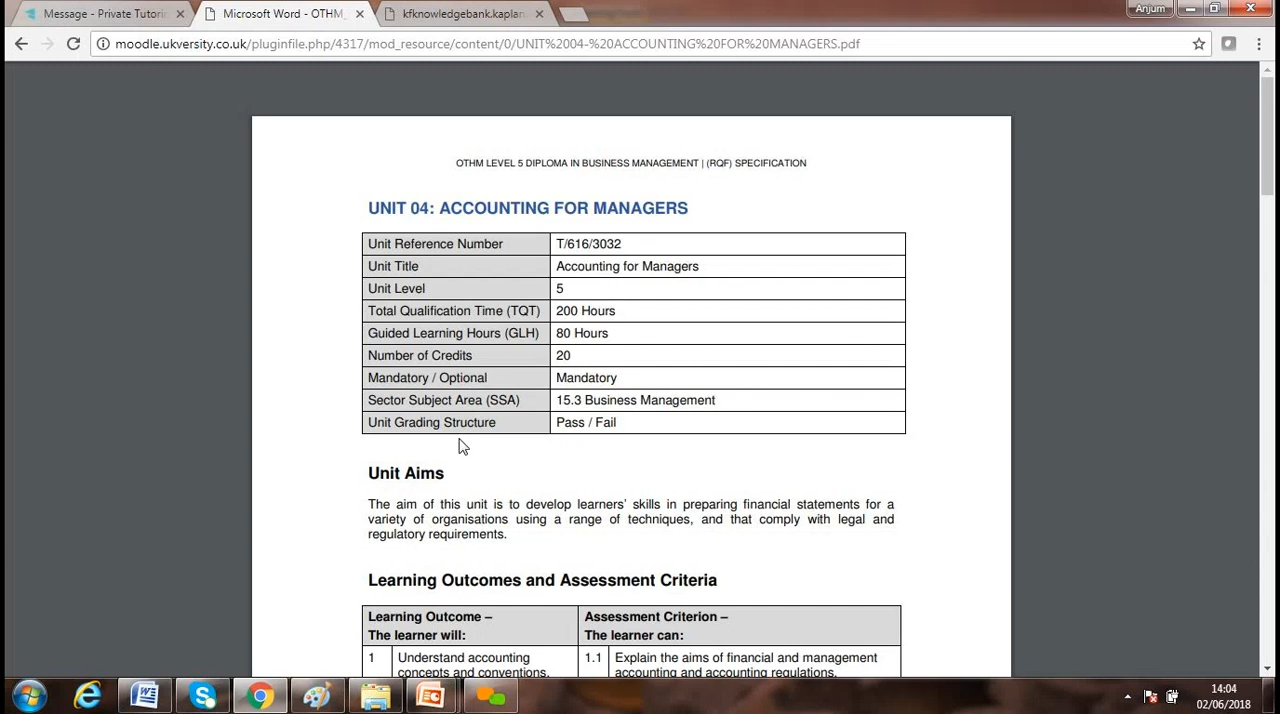 Message - Private Tutorin
Microsoft Word - OTHM_
kfknowledgebank.kaplan.
Anjum
moodle.ukversity.co.uk/pluginfile.php/4317/mod_resource/content/0/UNIT%2004-%20ACCOUNTING%20FOR%20MANAGERS.pdf
OTHM LEVEL 5 DIPLOMA IN BUSINESS MANAGEMENT | (RQF) SPECIFICATION
UNIT 04: ACCOUNTING FOR MANAGERS
Unit Reference Number T/616/3032
Unit Title Accounting for Managers
Unit Level 5
Total Qualification Time (TQT) 200 Hours
Guided Learning Hours (GLH) 80 Hours
Number of Credits 20
Mandatory / Optional Mandatory
Sector Subject Area (SSA) 15.3 Business Management
Unit Grading Structure Pass / Fail
Unit Aims
The aim of this unit is to develop learners' skills in preparing financial statements for a
variety of organisations using a range of techniques, and that comply with legal and
regulatory requirements.
Learning Outcomes and Assessment Criteria
Learning Outcome – Assessment Criterion –
The learner will: The learner can:
1 Understand accounting 1.1 Explain the aims of financial and management
concepts and conventions. accounting and accounting regulations.
14:04
02/06/2018